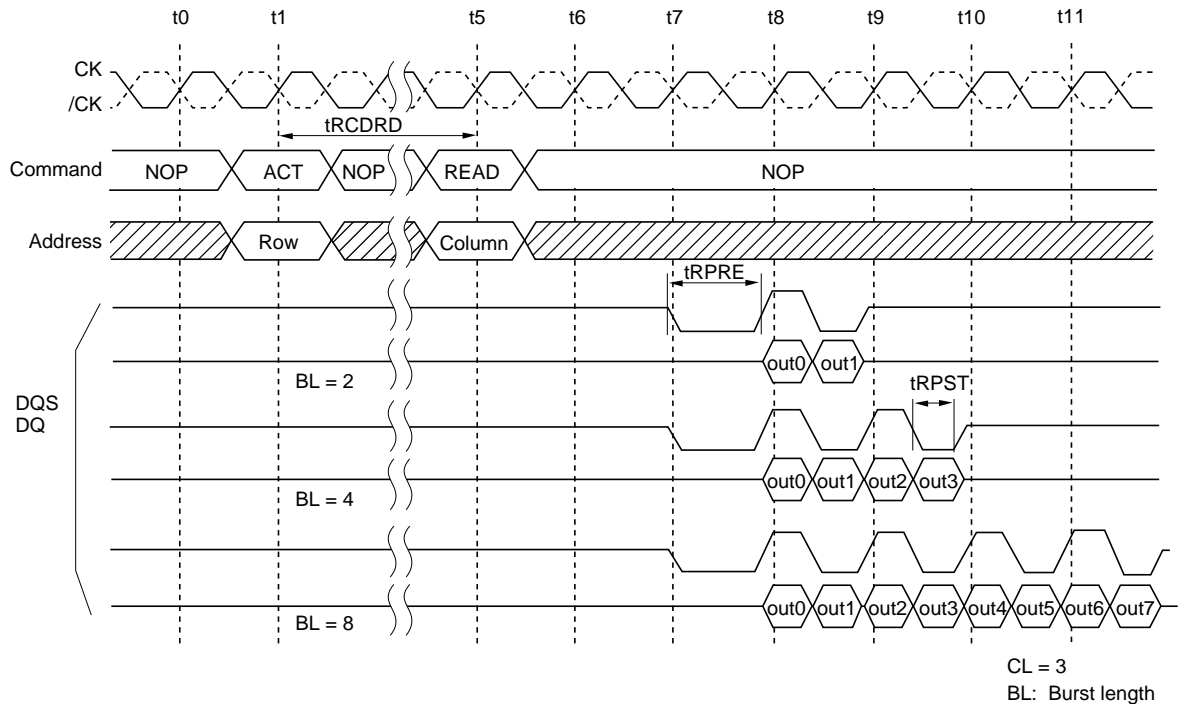 t0 t1 t5 t6 t7 t8 t9 t10 t11
CK
/CK
tRCDRD
Command NOP ACT NOP READ NOP
Address Row Column
tRPRE
out0 out1
BL = 2
tRPST
DQS
DQ
out0 out1 out2 out3
BL = 4
out0 out1 out2 out3 out4 out5 out6 out7
BL = 8
CL = 3
BL: Burst length